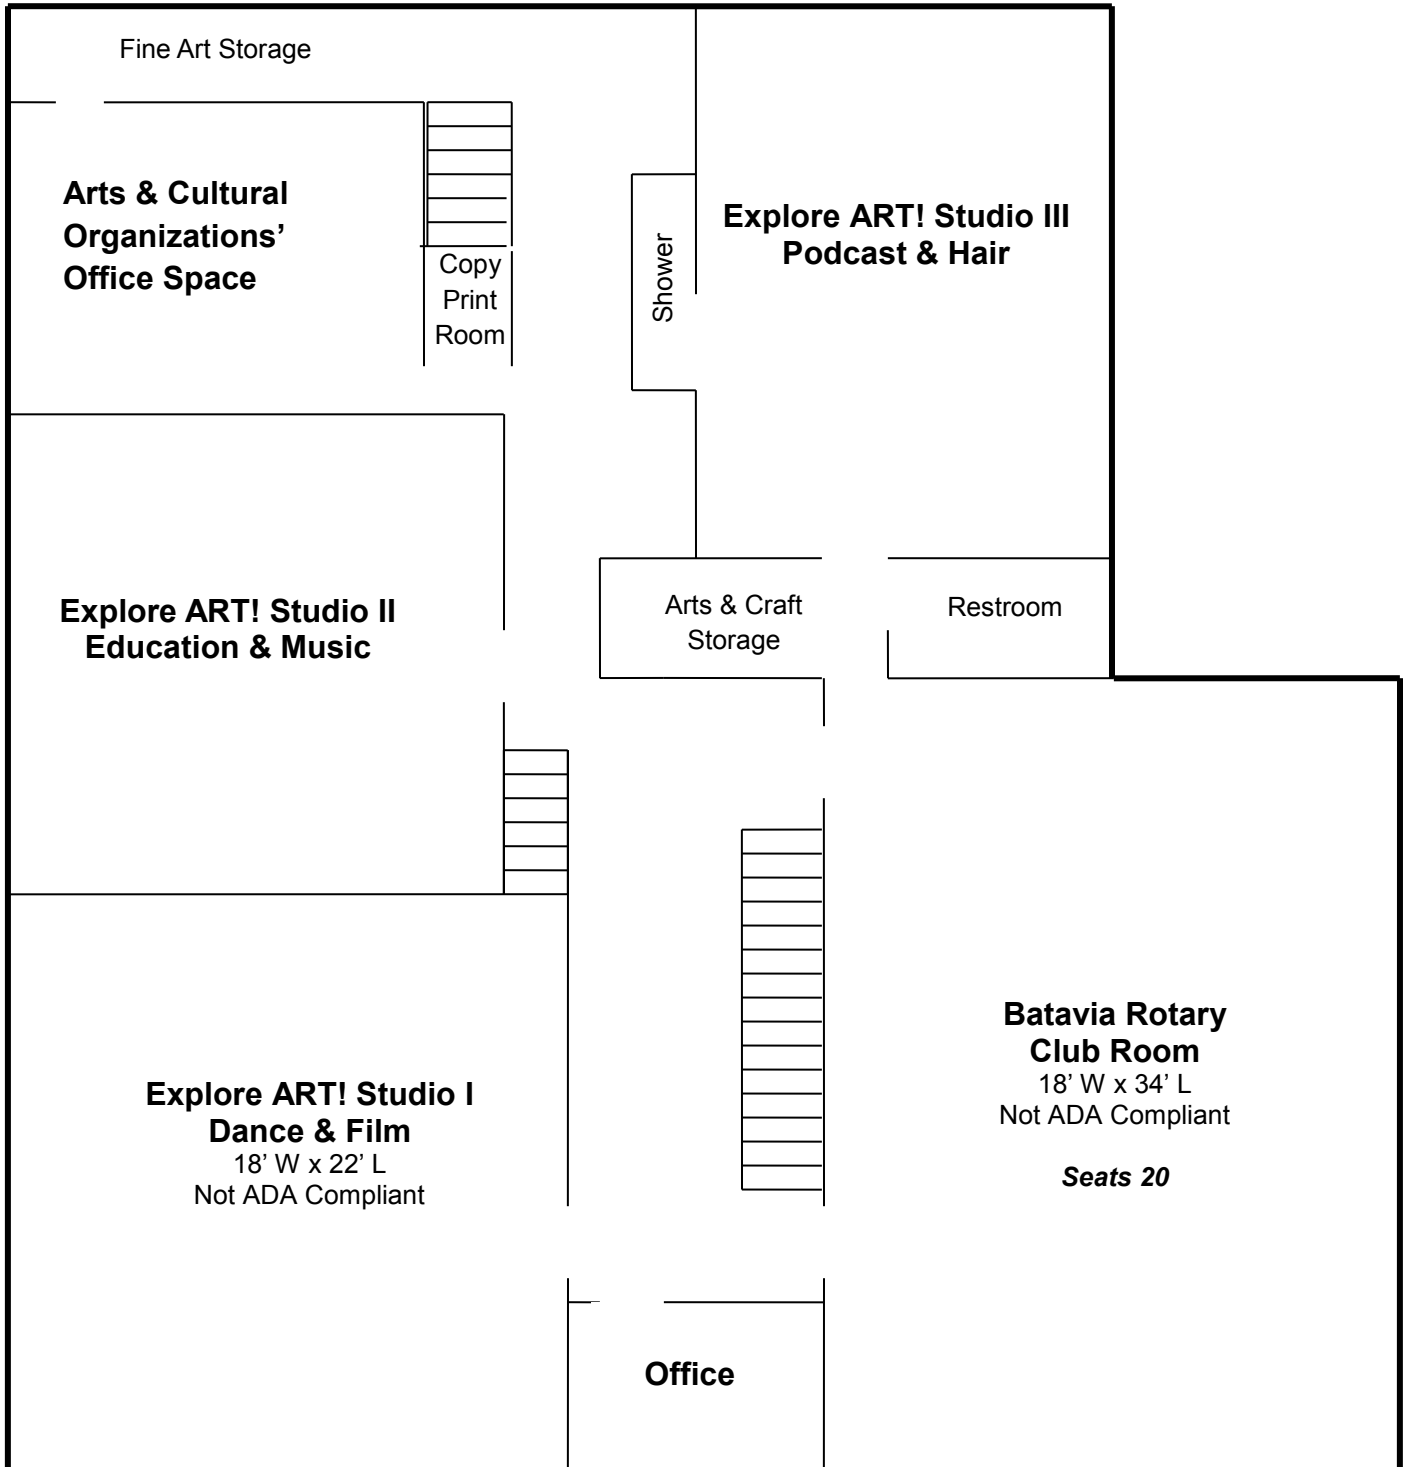 Fine Art Storage
Arts & Cultural
Organizations’
Office Space
Copy
Print
Room
Shower
Explore ART! Studio III
Podcast & Hair
Explore ART! Studio II
Education & Music
Arts & Craft
Storage
Restroom
Explore ART! Studio I
Dance & Film
18’ W x 22’ L
Not ADA Compliant
Batavia Rotary
Club Room
18’ W x 34’ L
Not ADA Compliant
Seats 20
Office